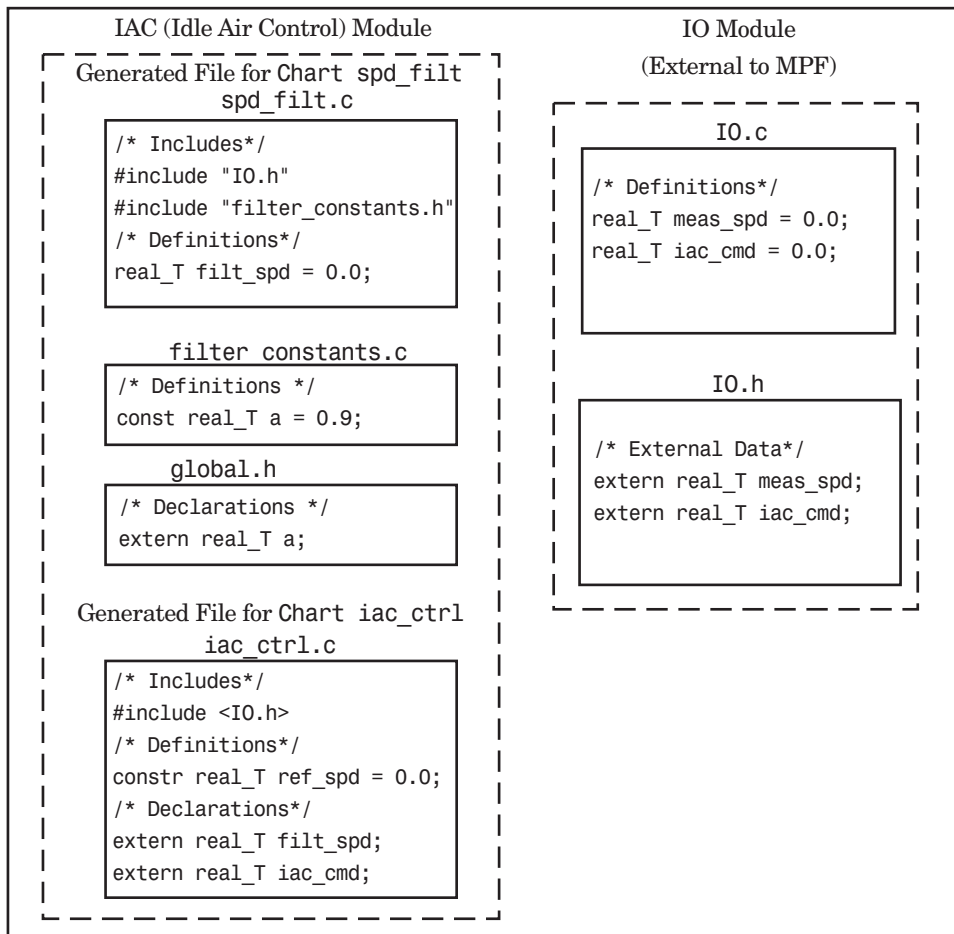 IAC (Idle Air Control) Module
Generated File for Chart spd_filt
spd_filt.c
/* Includes*/
#include "IO.h"
#include "filter_constants.h"
/* Definitions*/
real_T filt_spd = 0.0;
filter constants.c
/* Definitions */
const real_T a = 0.9;
global.h
/* Declarations */
extern real_T a;
Generated File for Chart iac_ctrl
iac_ctrl.c
/* Includes*/
#include <IO.h>
/* Definitions*/
constr real_T ref_spd = 0.0;
/* Declarations*/
extern real_T filt_spd;
extern real_T iac_cmd;
IO Module
(External to MPF)
IO.c
/* Definitions*/
real_T meas_spd = 0.0;
real_T iac_cmd = 0.0;
IO.h
/* External Data*/
extern real_T meas_spd;
extern real_T iac_cmd;